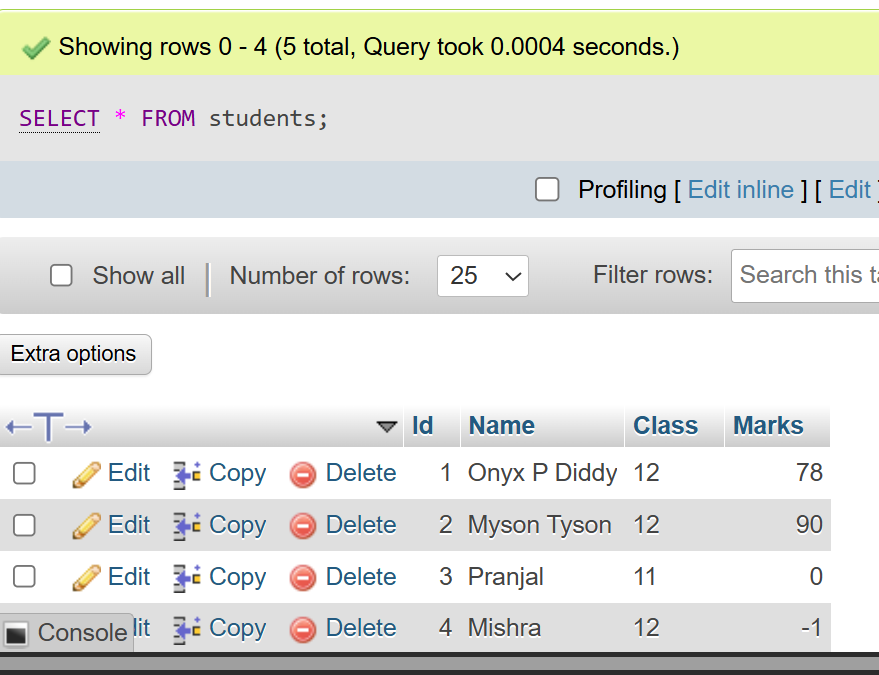 Showing rows 0 - 4 (5 total, Query took 0.0004 seconds.)
SELECT * FROM students;
Profiling [ Edit inline ] [ Edit ]
Show all Number of rows: 25 Filter rows: Search this ta
Extra options
Id Name Class Marks
Edit Copy Delete 1 Onyx P Diddy 12 78
Edit Copy Delete 2 Myson Tyson 12 90
Edit Copy Delete 3 Pranjal 11 0
Console it Copy Delete 4 Mishra 12 -1